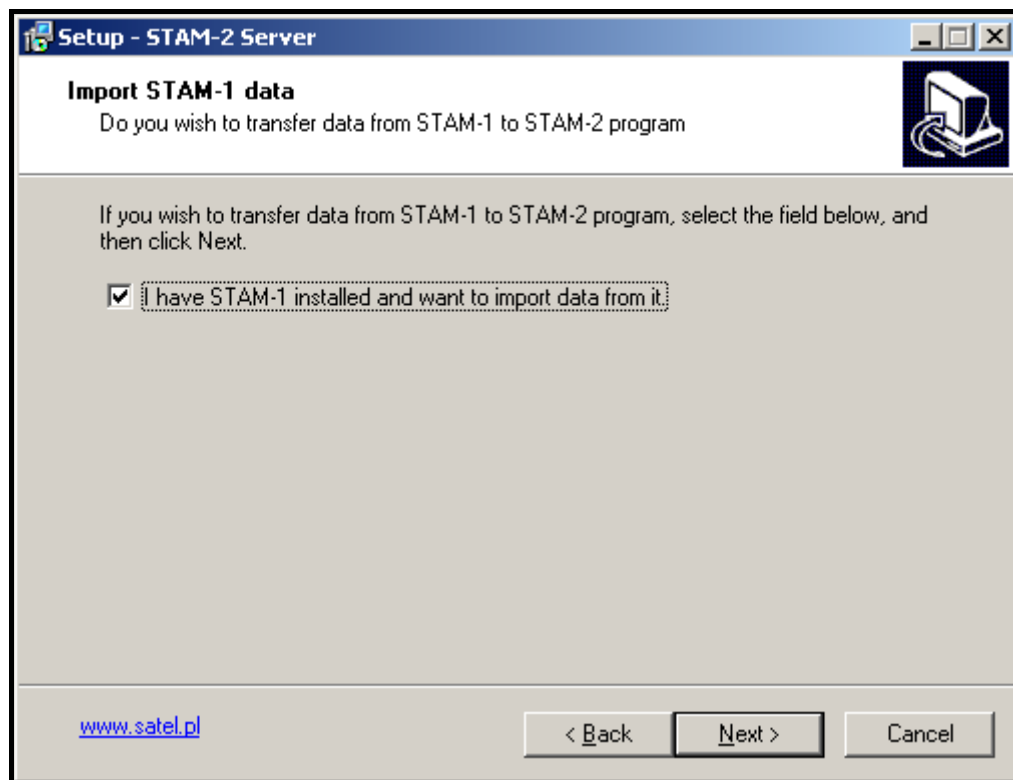 Setup - STAM-2 Server
Import STAM-1 data
Do you wish to transfer data from STAM-1 to STAM-2 program
If you wish to transfer data from STAM-1 to STAM-2 program, select the field below, and
then click Next.
I have STAM-1 installed and want to import data from it.
www.satel.pl
< Back
Next >
Cancel